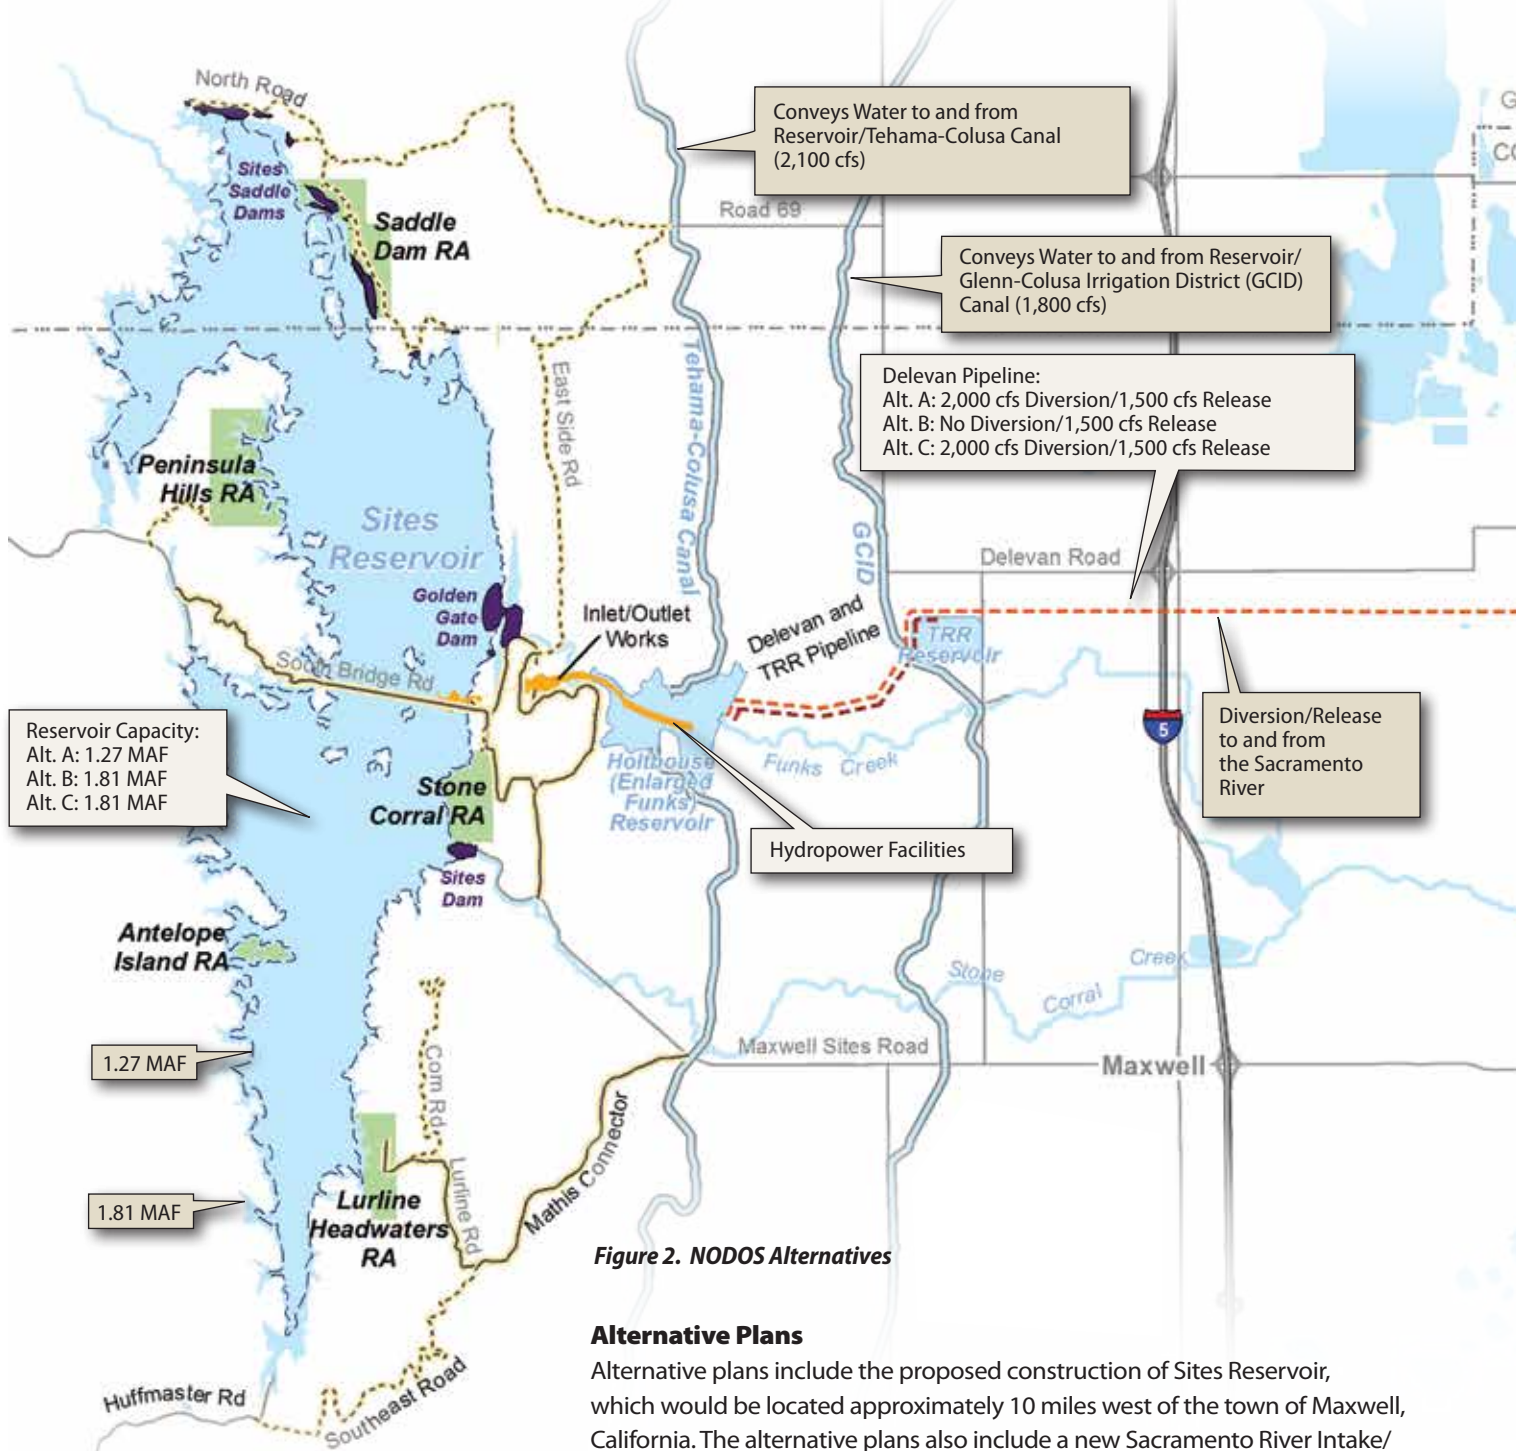 North Road
Conveys Water to and from
Reservoir/Tehama-Colusa Canal
(2,100 cfs)
G
CO
Sites
Saddle
Dams
Saddle
Dam RA
Road 69
Conveys Water to and from Reservoir/
Glenn-Colusa Irrigation District (GCID)
Canal (1,800 cfs)
Tehama-Colusa Canal
East Side Rd
Delevan Pipeline:
Alt. A: 2,000 cfs Diversion/1,500 cfs Release
Alt. B: No Diversion/1,500 cfs Release
Alt. C: 2,000 cfs Diversion/1,500 cfs Release
Peninsula
Hills RA
Sites
Reservoir
GCID
Delevan Road
Golden
Gate
Dam
Inlet/Outlet
Works
Delevan and
TRR Pipeline
TRR
Reservoir
South Bridge Rd
Reservoir Capacity:
Alt. A: 1.27 MAF
Alt. B: 1.81 MAF
Alt. C: 1.81 MAF
Diversion/Release
to and from
the Sacramento
River
5
Holthouse
(Enlarged
Funks)
Reservoir
Funks Creek
Stone
Corral RA
Hydropower Facilities
Sites
Dam
Antelope
Island RA
Stone Corral Creek
1.27 MAF
Maxwell Sites Road
Maxwell
Com Rd
Lurline Rd
Mathis Connector
1.81 MAF
Lurline
Headwaters
RA
Figure 2. NODOS Alternatives
Huffmaster Rd
Southeast Road
Alternative Plans
Alternative plans include the proposed construction of Sites Reservoir,
which would be located approximately 10 miles west of the town of Maxwell,
California. The alternative plans also include a new Sacramento River Intake/